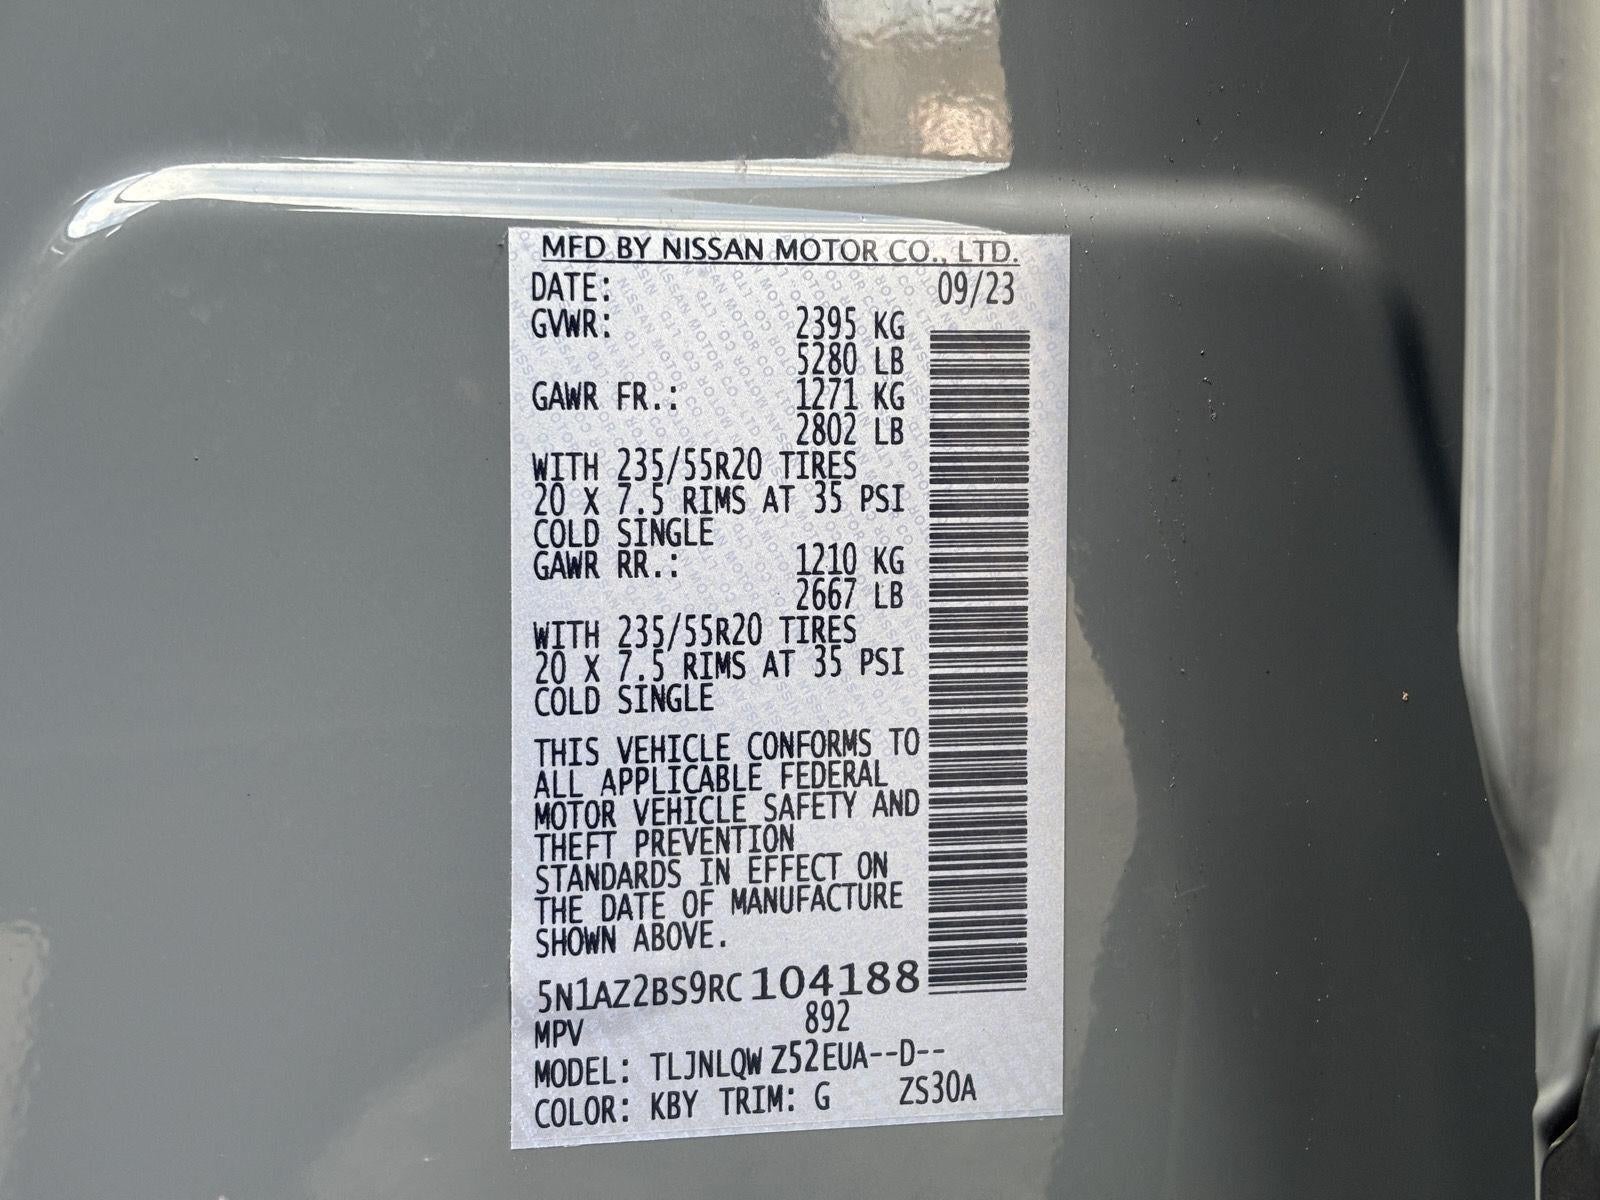 MFD BY NISSAN MOTOR CO., LTD.
DATE: 09/23
GVWR: 2395 KG
5280 LB
GAWR FR.: 1271 KG
2802 LB
WITH 235/55R20 TIRES
20 X 7.5 RIMS AT 35 PSI
COLD SINGLE
GAWR RR.: 1210 KG
2667 LB
WITH 235/55R20 TIRES
20 X 7.5 RIMS AT 35 PSI
COLD SINGLE
THIS VEHICLE CONFORMS TO
ALL APPLICABLE FEDERAL
MOTOR VEHICLE SAFETY AND
THEFT PREVENTION
STANDARDS IN EFFECT ON
THE DATE OF MANUFACTURE
SHOWN ABOVE.
5N1AZ2BS9RC104188
MPV 892
MODEL: TLJNLQW Z52EUA--D--
COLOR: KBY TRIM: G ZS30A